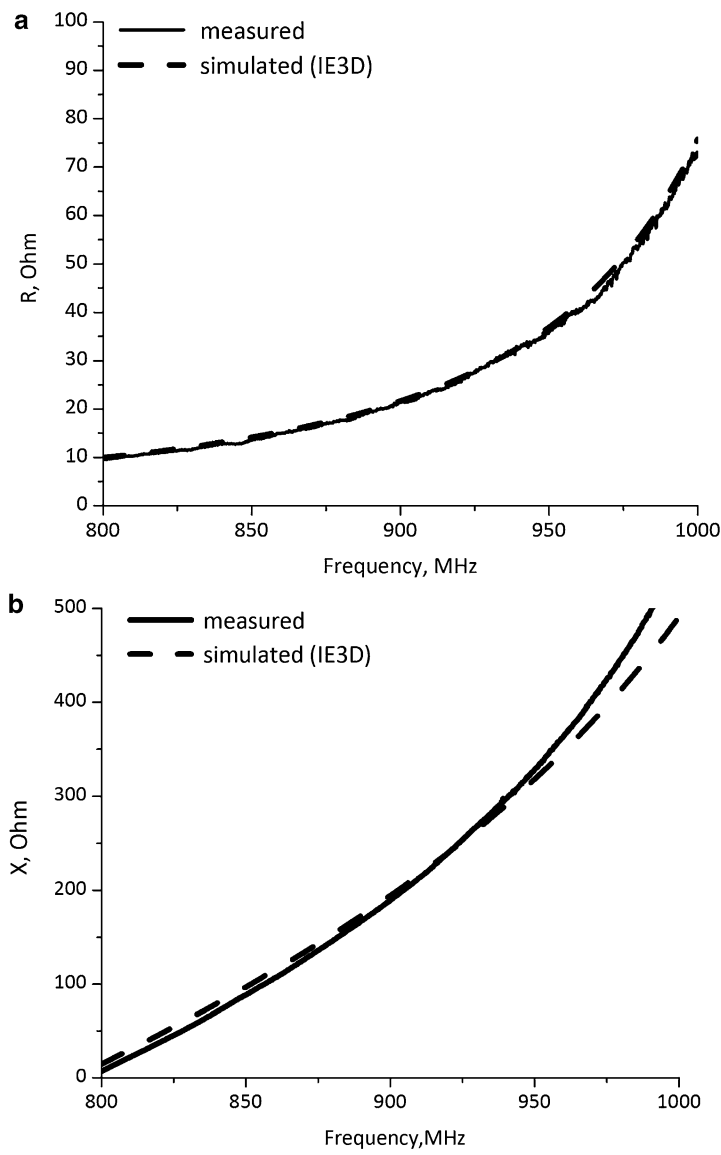 a
measured
simulated (IE3D)
100
90
80
70
60
50
40
30
20
10
0
R, Ohm
800
850
900
950
1000
Frequency, MHz
b
measured
simulated (IE3D)
500
400
300
200
100
0
X, Ohm
800
850
900
950
1000
Frequency,MHz